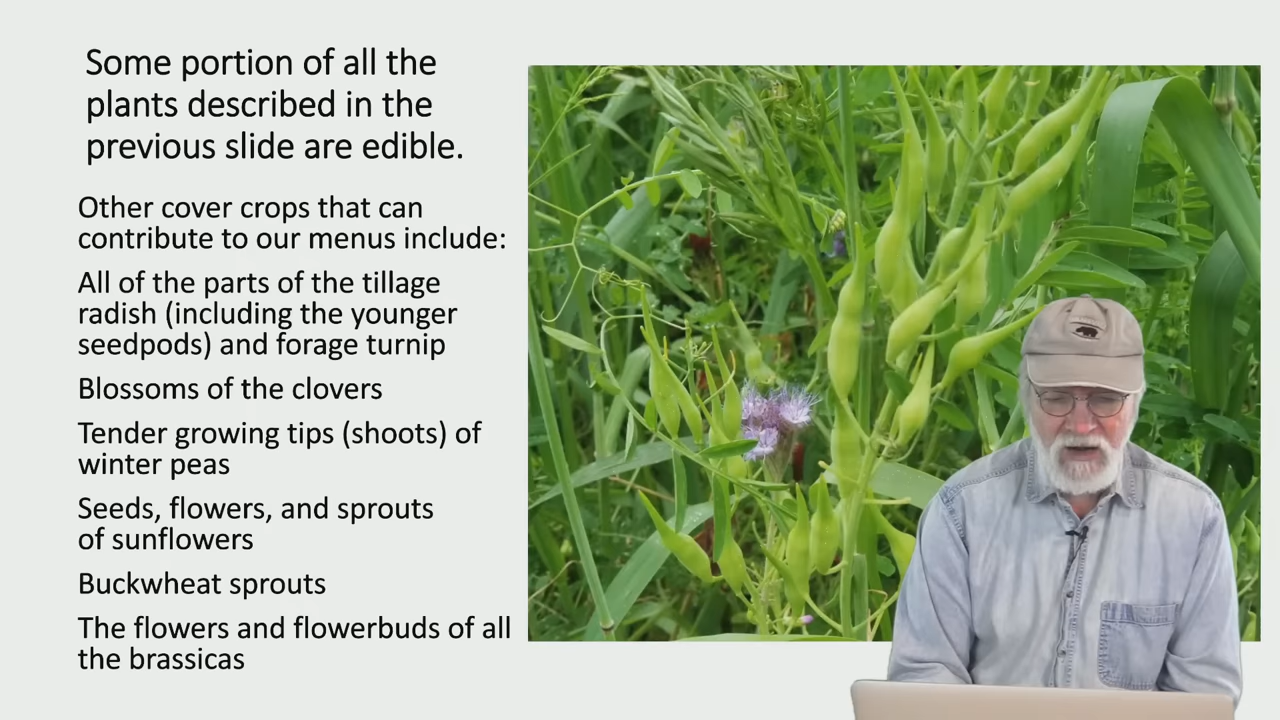 Some portion of all the
plants described in the
previous slide are edible.
Other cover crops that can
contribute to our menus include:
All of the parts of the tillage
radish (including the younger
seedpods) and forage turnip
Blossoms of the clovers
Tender growing tips (shoots) of
winter peas
Seeds, flowers, and sprouts
of sunflowers
Buckwheat sprouts
The flowers and flowerbuds of all
the brassicas